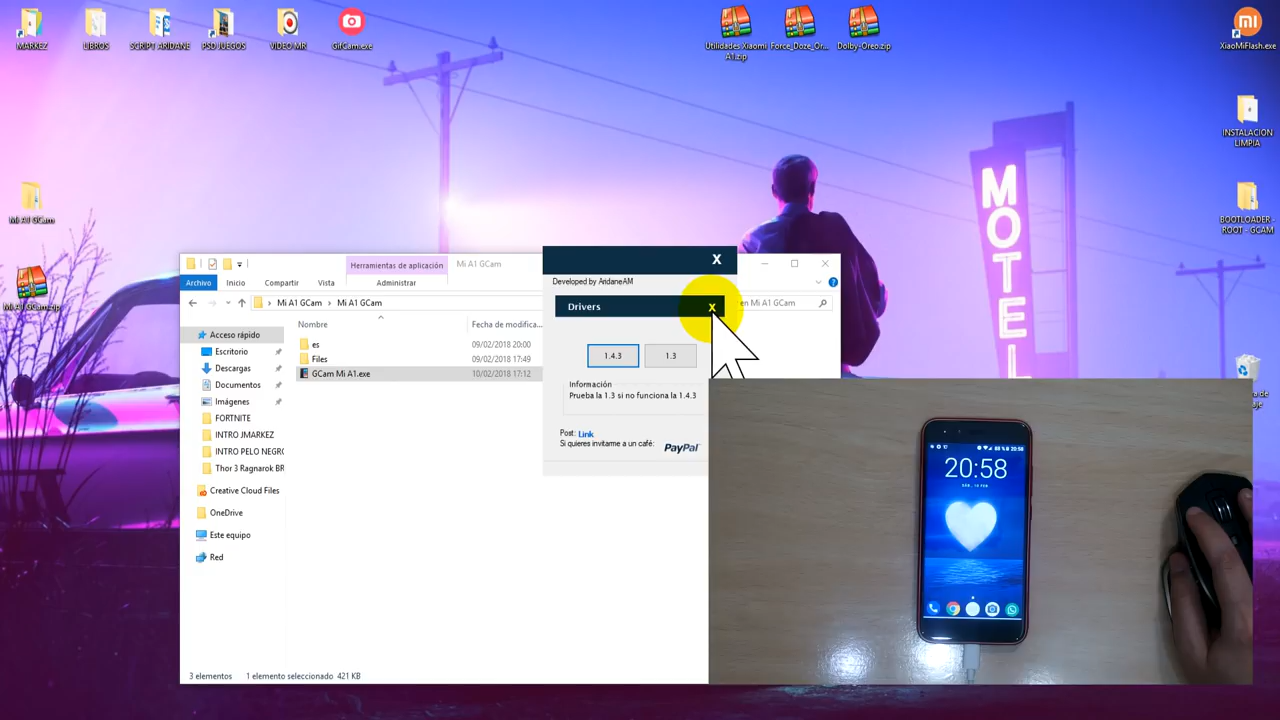 MARKEZ
LIBROS
SCRIPT ARIDANE
PSD JUEGOS
VIDEO MR
GifCam.exe
Utilidades Xiaomi A1.zip
Force_Doze_Or...
Dolby-Oreo.zip
XiaoMiFlash.exe
INSTALACION LIMPIA
BOOTLOADER - ROOT - GCAM
Mi A1 GCam
Mi A1 GCam.zip
MOTEL
Herramientas de aplicación
Mi A1 GCam
Archivo
Inicio
Compartir
Vista
Administrar
Mi A1 GCam > Mi A1 GCam
en Mi A1 GCam
Nombre
Fecha de modifica...
es
09/02/2018 20:00
Files
09/02/2018 17:49
GCam Mi A1.exe
10/02/2018 17:12
Acceso rápido
Escritorio
Descargas
Documentos
Imágenes
FORTNITE
INTRO JMARKEZ
INTRO PELO NEGRO
Thor 3 Ragnarok BR
Creative Cloud Files
OneDrive
Este equipo
Red
3 elementos
1 elemento seleccionado 421 KB
X
Developed by AridaneAM
Drivers
X
1.4.3
1.3
Información
Prueba la 1.3 si no funciona la 1.4.3
Post: Link
Si quieres invitarme a un café:
PayPal
20:58